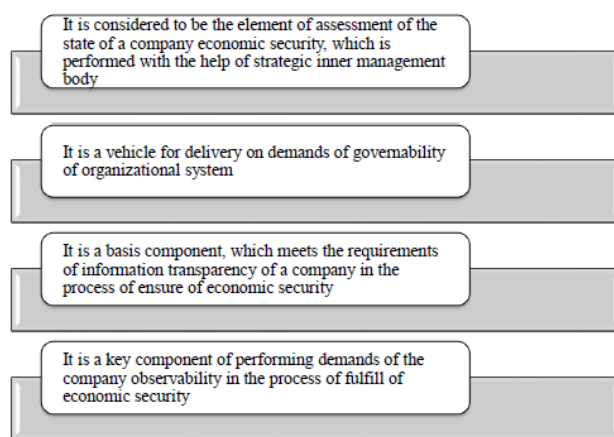 It is considered to be the element of assessment of the
state of a company economic security, which is
performed with the help of strategic inner management
body
It is a vehicle for delivery on demands of governability
of organizational system
It is a basis component, which meets the requirements
of information transparency of a company in the
process of ensure of economic security
It is a key component of performing demands of the
company observability in the process of fulfill of
economic security